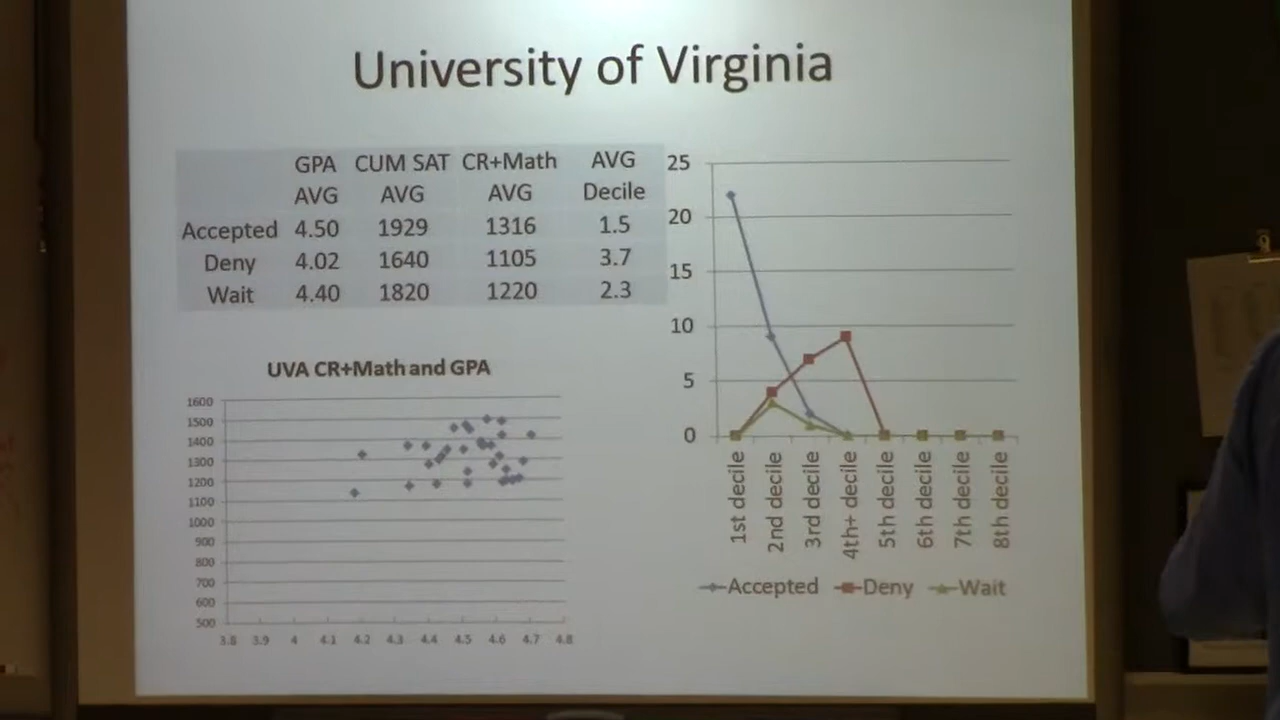 University of Virginia
GPA CUM SAT CR+Math AVG
AVG AVG AVG Decile
Accepted 4.50 1929 1316 1.5
Deny 4.02 1640 1105 3.7
Wait 4.40 1820 1220 2.3
UVA CR+Math and GPA
1600
1500
1400
1300
1200
1100
1000
900
800
700
600
500
3.8 3.9 4 4.1 4.2 4.3 4.4 4.5 4.6 4.7 4.8
25
20
15
10
5
0
1st decile
2nd decile
3rd decile
4th+ decile
5th decile
6th decile
7th decile
8th decile
Accepted Deny Wait